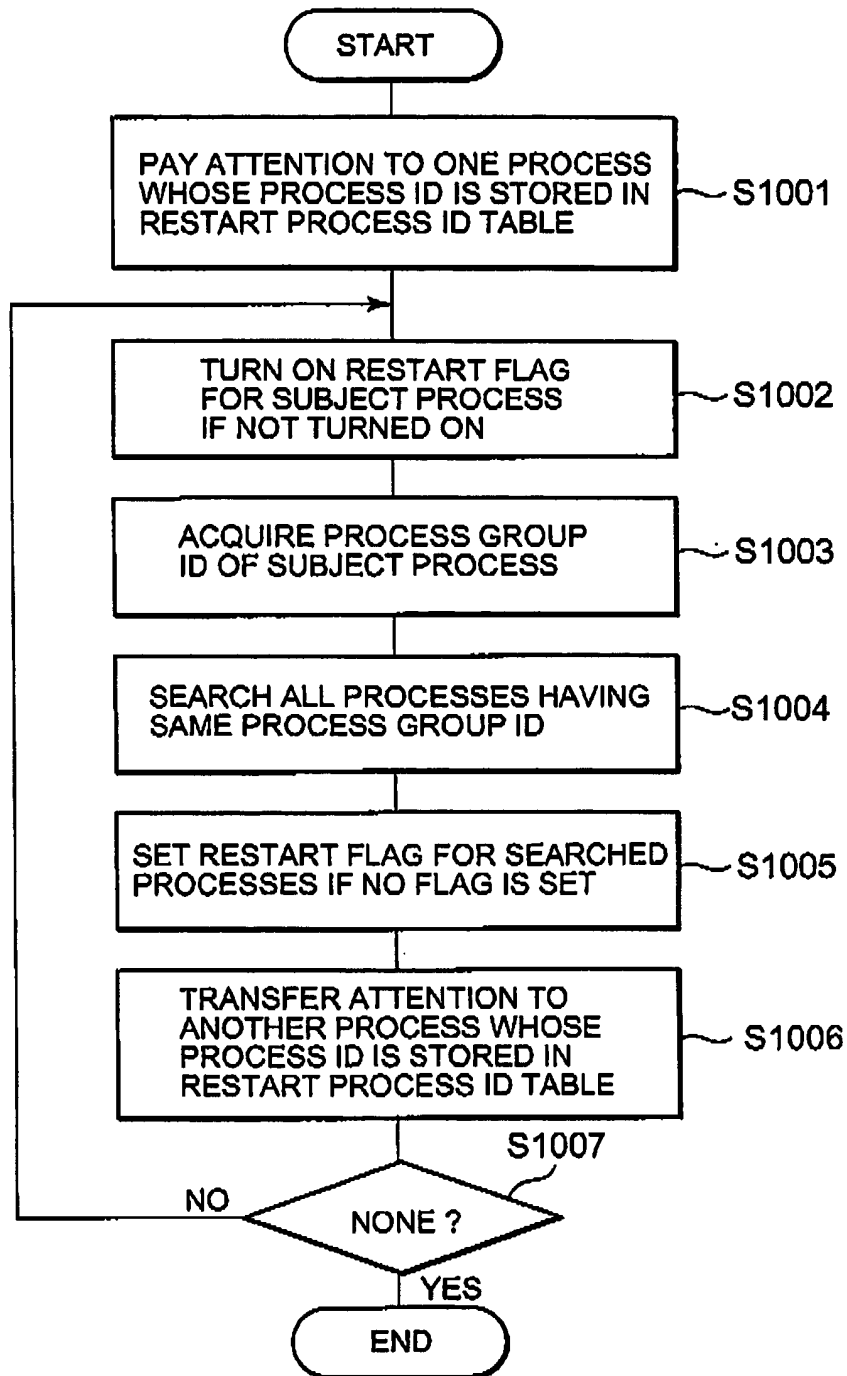 START
PAY ATTENTION TO ONE PROCESS
WHOSE PROCESS ID IS STORED IN
RESTART PROCESS ID TABLE
S1001
TURN ON RESTART FLAG
FOR SUBJECT PROCESS
IF NOT TURNED ON
S1002
ACQUIRE PROCESS GROUP
ID OF SUBJECT PROCESS
S1003
SEARCH ALL PROCESSES HAVING
SAME PROCESS GROUP ID
S1004
SET RESTART FLAG FOR SEARCHED
PROCESSES IF NO FLAG IS SET
S1005
TRANSFER ATTENTION TO
ANOTHER PROCESS WHOSE
PROCESS ID IS STORED IN
RESTART PROCESS ID TABLE
S1006
S1007
NO
NONE ?
YES
END